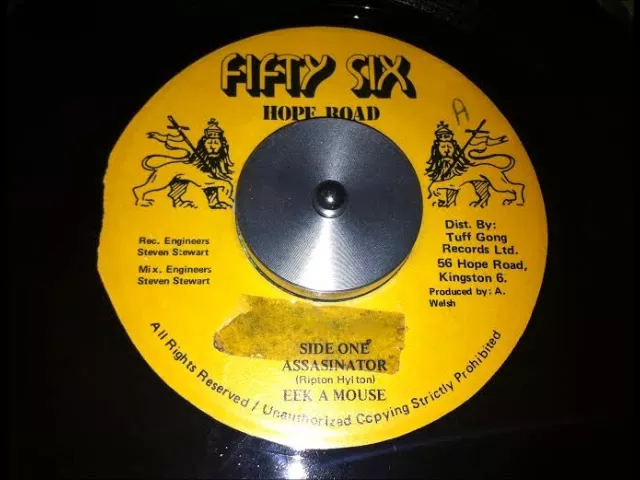 FIFTY SIX
HOPE ROAD
A
Rec. Engineers
Steven Stewart
Mix. Engineers
Steven Stewart
Dist. By:
Tuff Gong
Records Ltd.
56 Hope Road,
Kingston 6.
Produced by: A.
Welsh
SIDE ONE
ASSASINATOR
(Ripton Hylton)
EEK A MOUSE
All Rights Reserved / Unauthorized Copying Strictly Prohibited